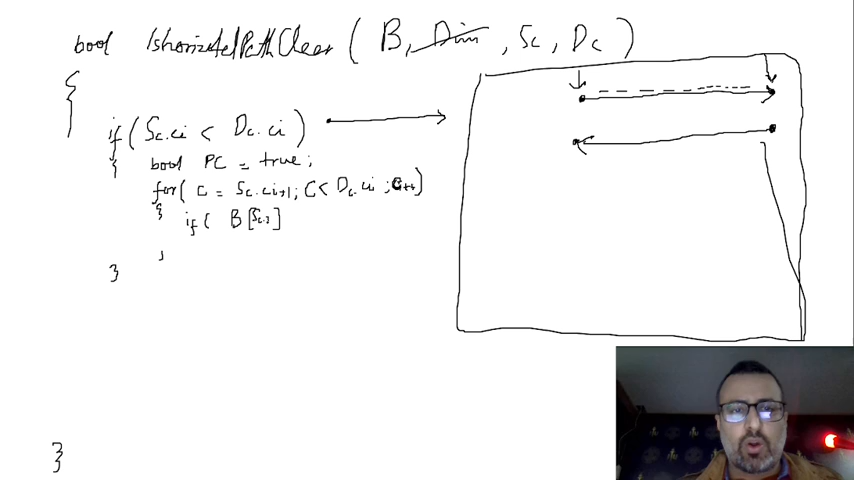 bool IshorizontalPathClear ( B, Dim, Sc, Dc )
{
if( Sc.ci < Dc.ci )
{ bool PC = true;
for( c = Sc.ci+1; C < Dc.ci; C++)
{ if( B[Sc.]
}
}